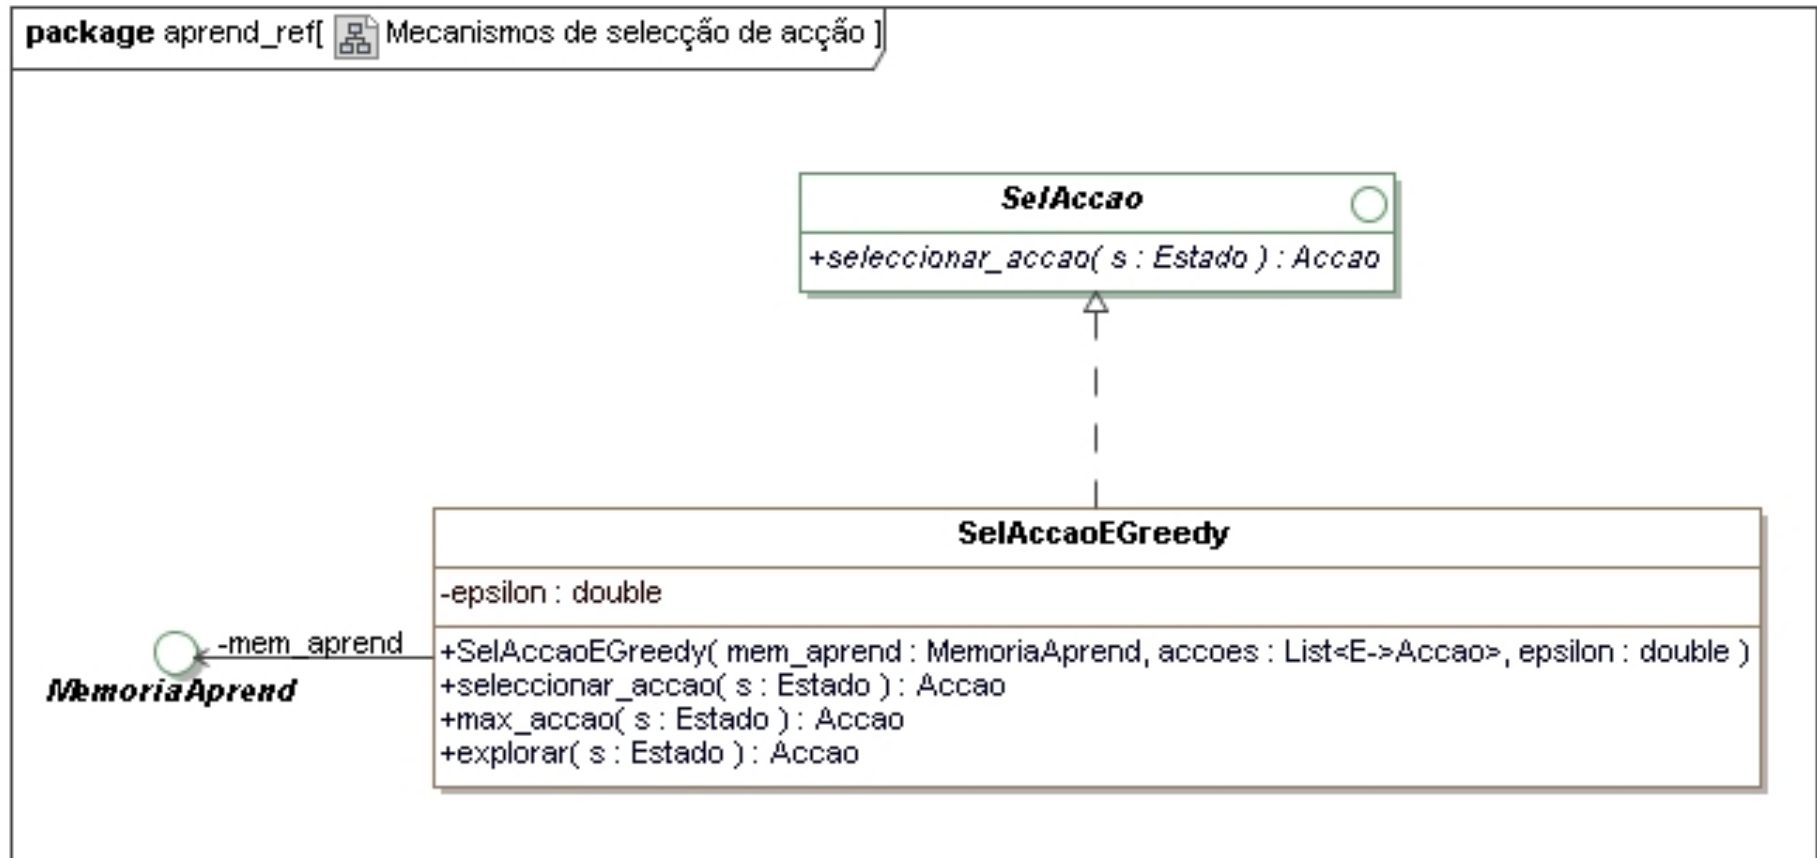 package aprend_ref[ Mecanismos de selecção de acção ]
SelAccao
+seleccionar_accao( s : Estado ) : Accao
SelAccaoEGreedy
-epsilon : double
-mem_aprend
MemoriaAprend
+SelAccaoEGreedy( mem_aprend : MemoriaAprend, accoes : List<E->Accao>, epsilon : double )
+seleccionar_accao( s : Estado ) : Accao
+max_accao( s : Estado ) : Accao
+explorar( s : Estado ) : Accao